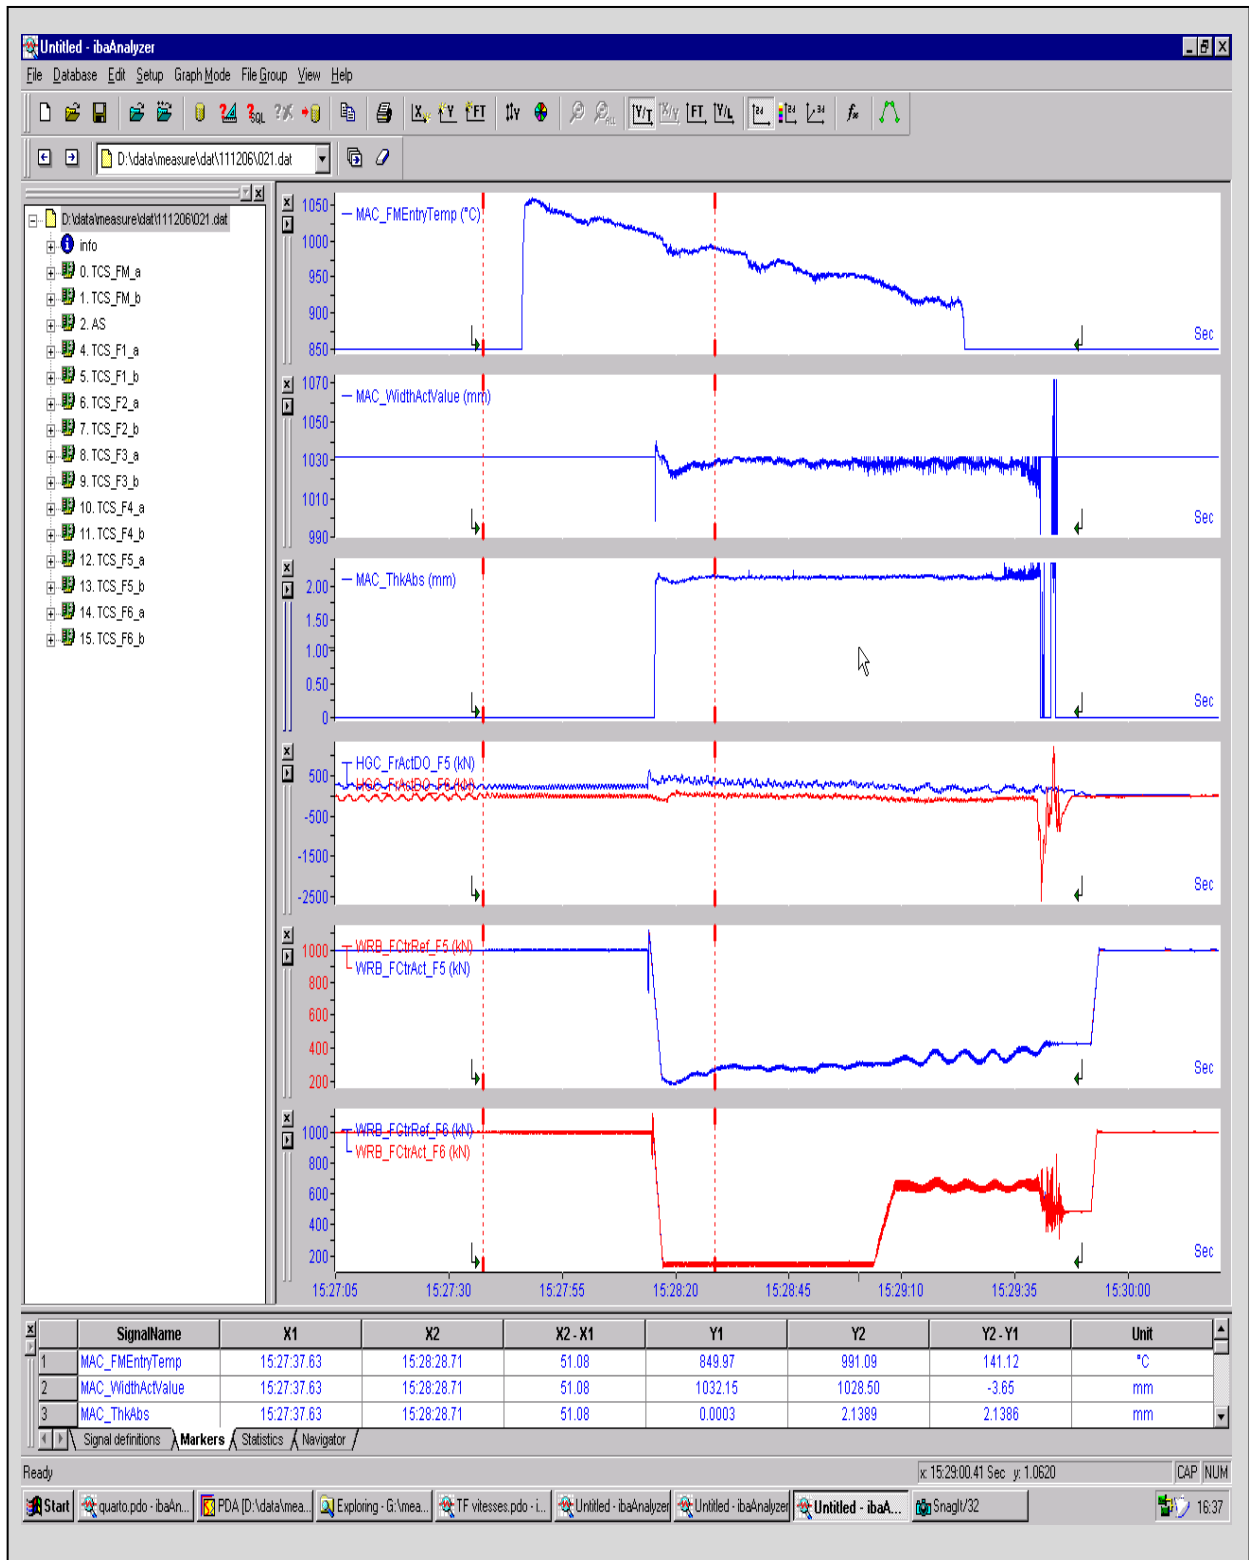 Untitled - ibaAnalyzer
File Database Edit Setup Graph Mode File Group View Help
?SQL ?X X Y FT Y Y/T X/Y FT Y/L 2d 2d 3d fx
D:\data\measure\dat\111206\021.dat
D:\data\measure\dat\111206\021.dat
info
0. TCS_FM_a
1. TCS_FM_b
2. AS
4. TCS_F1_a
5. TCS_F1_b
6. TCS_F2_a
7. TCS_F2_b
8. TCS_F3_a
9. TCS_F3_b
10. TCS_F4_a
11. TCS_F4_b
12. TCS_F5_a
13. TCS_F5_b
14. TCS_F6_a
15. TCS_F6_b
MAC_FMEntryTemp (°C)
1050
1000
950
900
850
Sec
MAC_WidthActValue (mm)
1070
1050
1030
1010
990
Sec
MAC_ThkAbs (mm)
2.00
1.50
1.00
0.50
0
Sec
HGC_FrActDO_F5 (kN)
HGC_FrActDO_F6 (kN)
500
-500
-1500
-2500
Sec
WRB_FCtrRef_F5 (kN)
WRB_FCtrAct_F5 (kN)
1000
800
600
400
200
Sec
WRB_FCtrRef_F6 (kN)
WRB_FCtrAct_F6 (kN)
1000
800
600
400
200
Sec
15:27:05 15:27:30 15:27:55 15:28:20 15:28:45 15:29:10 15:29:35 15:30:00
SignalName X1 X2 X2 - X1 Y1 Y2 Y2 - Y1 Unit
1 MAC_FMEntryTemp 15:27:37.63 15:28:28.71 51.08 849.97 991.09 141.12 °C
2 MAC_WidthActValue 15:27:37.63 15:28:28.71 51.08 1032.15 1028.50 -3.65 mm
3 MAC_ThkAbs 15:27:37.63 15:28:28.71 51.08 0.0003 2.1389 2.1386 mm
Signal definitions Markers Statistics Navigator
Ready x: 15:29:00.41 Sec y: 1.0620 CAP NUM
Start quarto.pdo - ibaAn... PDA [D:\data\mea... Exploring - G:\mea... TF vitesses.pdo - i... Untitled - ibaAnalyzer Untitled - ibaAnalyzer Untitled - ibaA... SnagIt/32 16:37